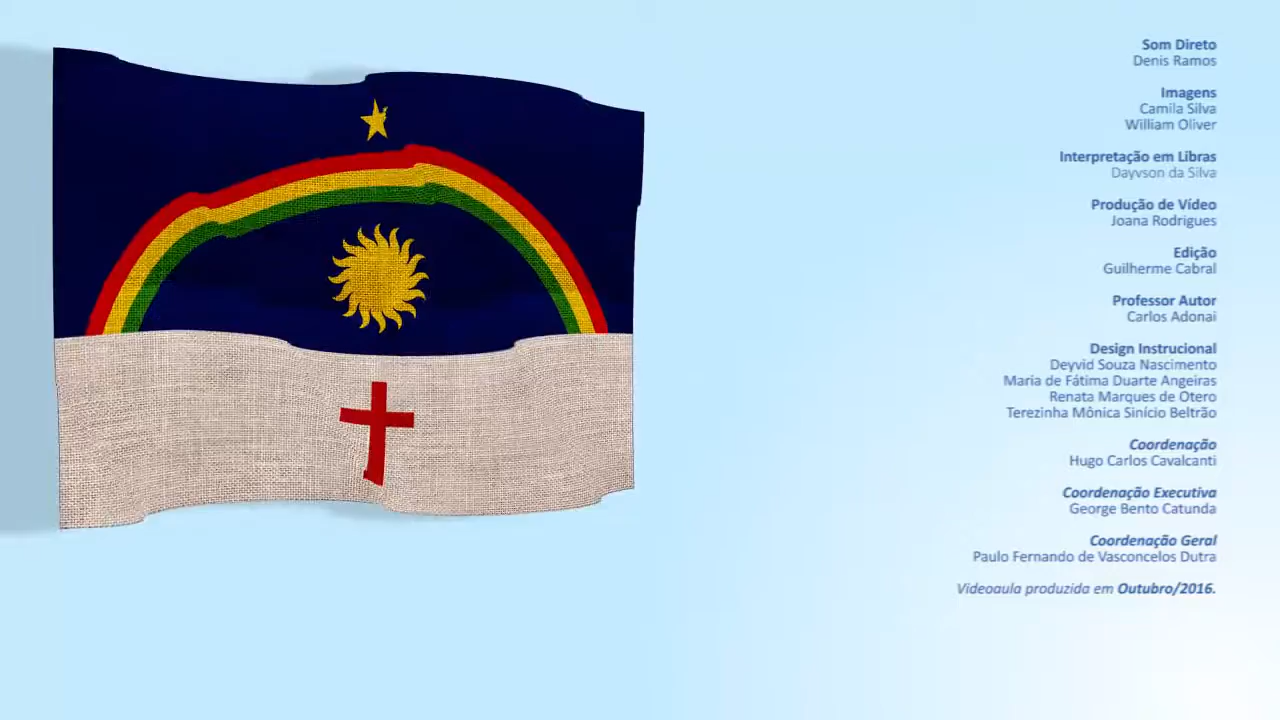 Som Direto
Denis Ramos
Imagens
Camila Silva
William Oliver
Interpretação em Libras
Dayvson da Silva
Produção de Vídeo
Joana Rodrigues
Edição
Guilherme Cabral
Professor Autor
Carlos Adonai
Design Instrucional
Deyvid Souza Nascimento
Maria de Fátima Duarte Angeiras
Renata Marques de Otero
Terezinha Mônica Sinício Beltrão
Coordenação
Hugo Carlos Cavalcanti
Coordenação Executiva
George Bento Catunda
Coordenação Geral
Paulo Fernando de Vasconcelos Dutra
Videoaula produzida em Outubro/2016.